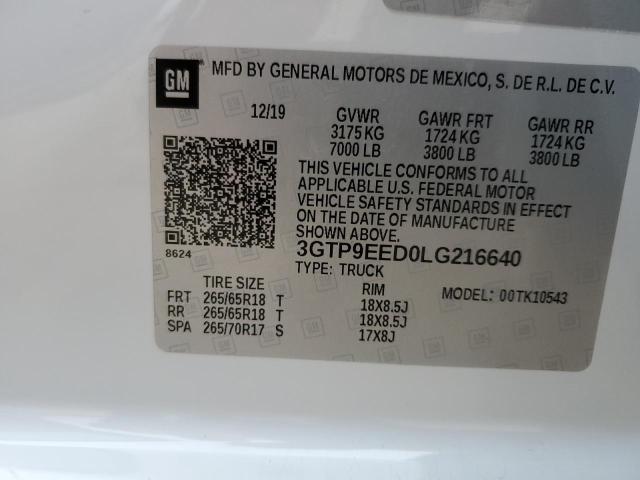 GM
MFD BY GENERAL MOTORS DE MEXICO, S. DE R.L. DE C.V.
12/19 GVWR GAWR FRT GAWR RR
3175 KG 1724 KG 1724 KG
7000 LB 3800 LB 3800 LB
THIS VEHICLE CONFORMS TO ALL
APPLICABLE U.S. FEDERAL MOTOR
VEHICLE SAFETY STANDARDS IN EFFECT
ON THE DATE OF MANUFACTURE
SHOWN ABOVE.
8624
3GTP9EED0LG216640
TYPE: TRUCK
TIRE SIZE RIM MODEL: 00TK10543
FRT 265/65R18 T 18X8.5J
RR 265/65R18 T 18X8.5J
SPA 265/70R17 S 17X8J